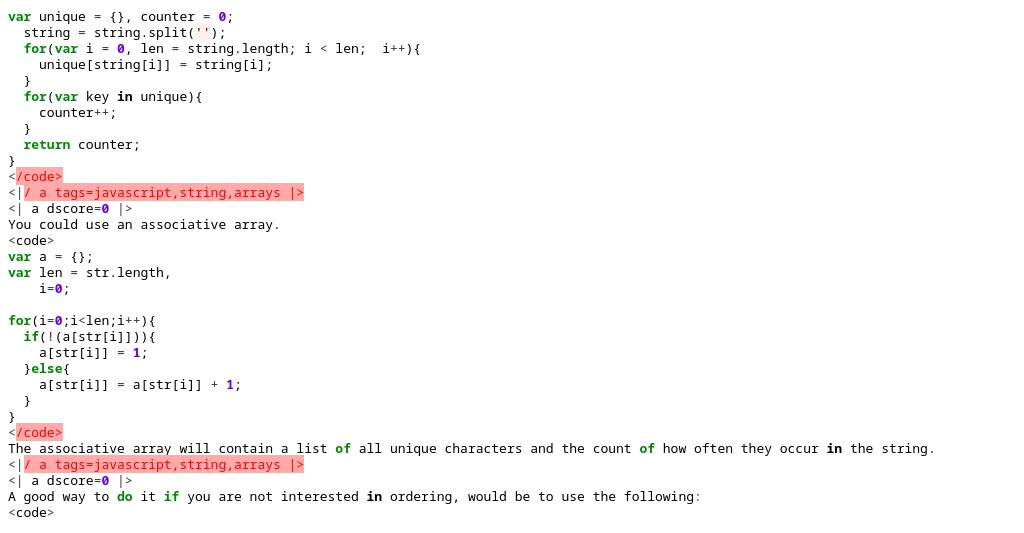 var unique = {}, counter = 0;
  string = string.split('');
  for(var i = 0, len = string.length; i < len;  i++){
    unique[string[i]] = string[i];
  }
  for(var key in unique){
    counter++;
  }
  return counter;
}
</code>
<|/ a tags=javascript,string,arrays |>
<| a dscore=0 |>
You could use an associative array.
<code>
var a = {};
var len = str.length,
    i=0;

for(i=0;i<len;i++){
  if(!(a[str[i]])){
    a[str[i]] = 1;
  }else{
    a[str[i]] = a[str[i]] + 1;
  }
}
</code>
The associative array will contain a list of all unique characters and the count of how often they occur in the string.
<|/ a tags=javascript,string,arrays |>
<| a dscore=0 |>
A good way to do it if you are not interested in ordering, would be to use the following:
<code>